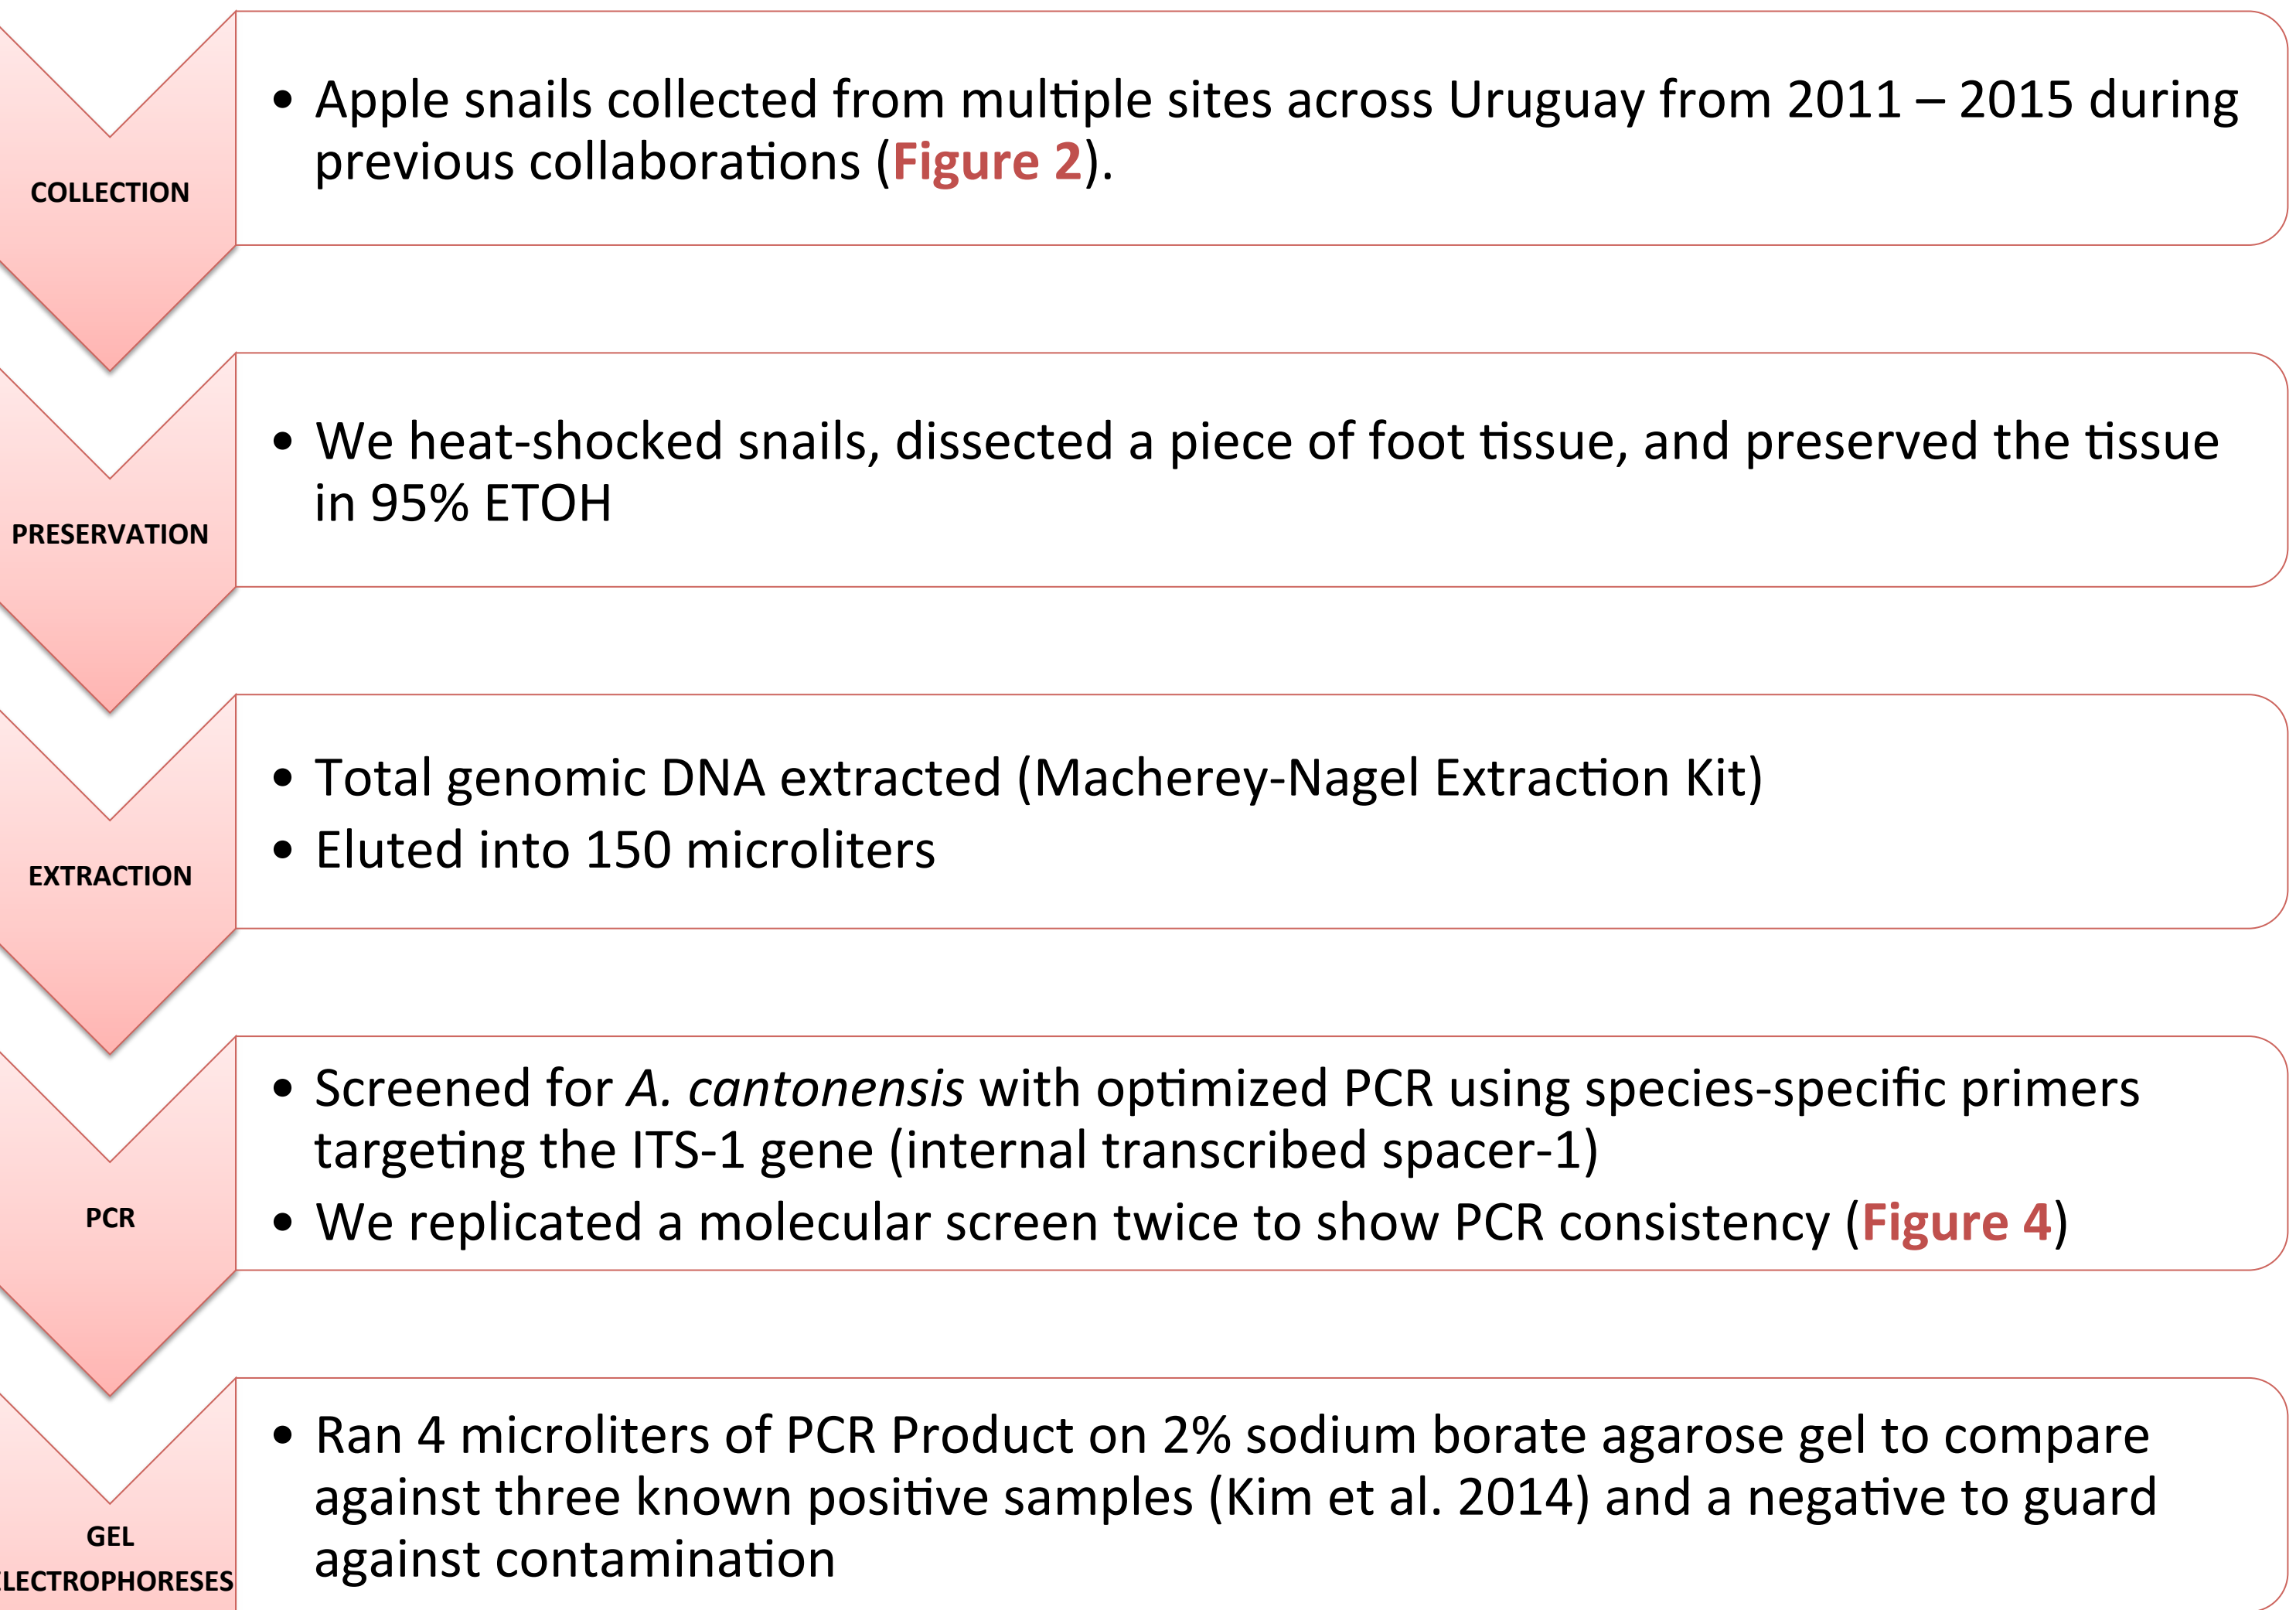 COLLECTION
• Apple snails collected from multiple sites across Uruguay from 2011 – 2015 during
previous collaborations (Figure 2).
PRESERVATION
• We heat-shocked snails, dissected a piece of foot tissue, and preserved the tissue
in 95% ETOH
EXTRACTION
• Total genomic DNA extracted (Macherey-Nagel Extraction Kit)
• Eluted into 150 microliters
PCR
• Screened for A. cantonensis with optimized PCR using species-specific primers
targeting the ITS-1 gene (internal transcribed spacer-1)
• We replicated a molecular screen twice to show PCR consistency (Figure 4)
GEL
ELECTROPHORESES
• Ran 4 microliters of PCR Product on 2% sodium borate agarose gel to compare
against three known positive samples (Kim et al. 2014) and a negative to guard
against contamination